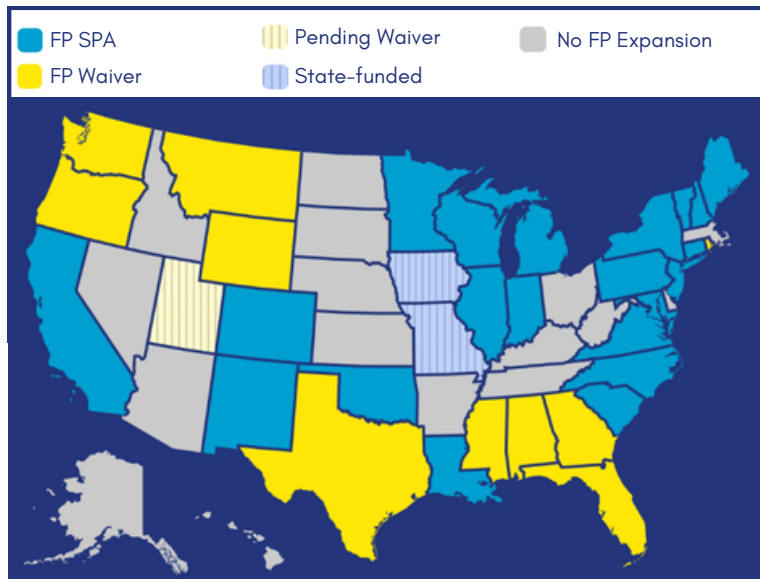 FP SPA
Pending Waiver
No FP Expansion
FP Waiver
State-funded